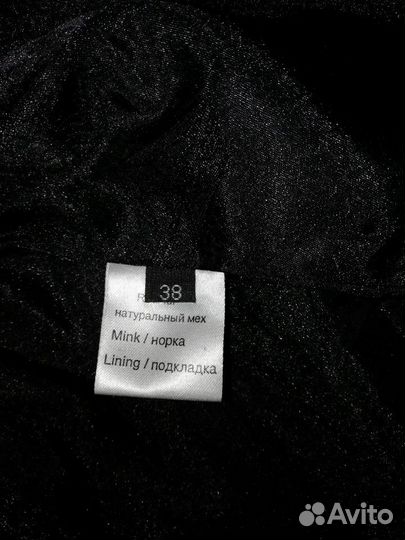 38
натуральный мех
Mink / норка
Lining / подкладка
Avito